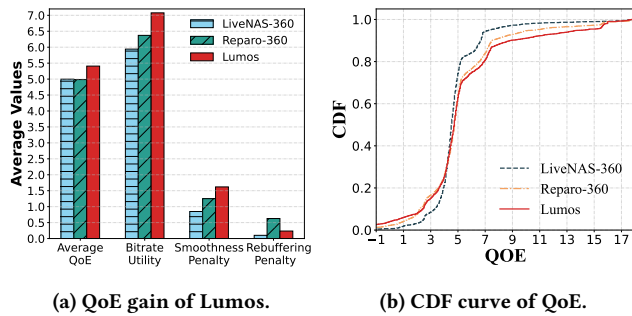 7.0
6.5
6.0
5.5
5.0
4.5
4.0
3.5
3.0
2.5
2.0
1.5
1.0
0.5
0.0
Average Values
LiveNAS-360
Reparo-360
Lumos
Average QoE
Bitrate Utility
Smoothness Penalty
Rebuffering Penalty
(a) QoE gain of Lumos.
1.0
0.8
0.6
0.4
0.2
0.0
CDF
LiveNAS-360
Reparo-360
Lumos
−1 1 3 5 7 9 11 13 15 17
QOE
(b) CDF curve of QoE.